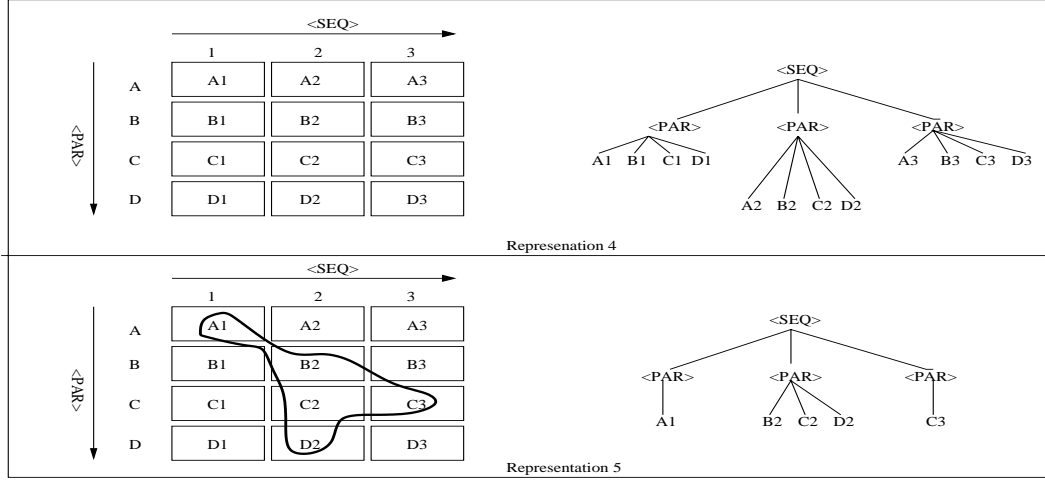 <SEQ>
1 2 3
<PAR>
A A1 A2 A3
B B1 B2 B3
C C1 C2 C3
D D1 D2 D3
<SEQ>
<PAR> <PAR> <PAR>
A1 B1 C1 D1 A3 B3 C3 D3
A2 B2 C2 D2
Represenation 4
<SEQ>
1 2 3
<PAR>
A A1 A2 A3
B B1 B2 B3
C C1 C2 C3
D D1 D2 D3
<SEQ>
<PAR> <PAR> <PAR>
A1 B2 C2 D2 C3
Representation 5